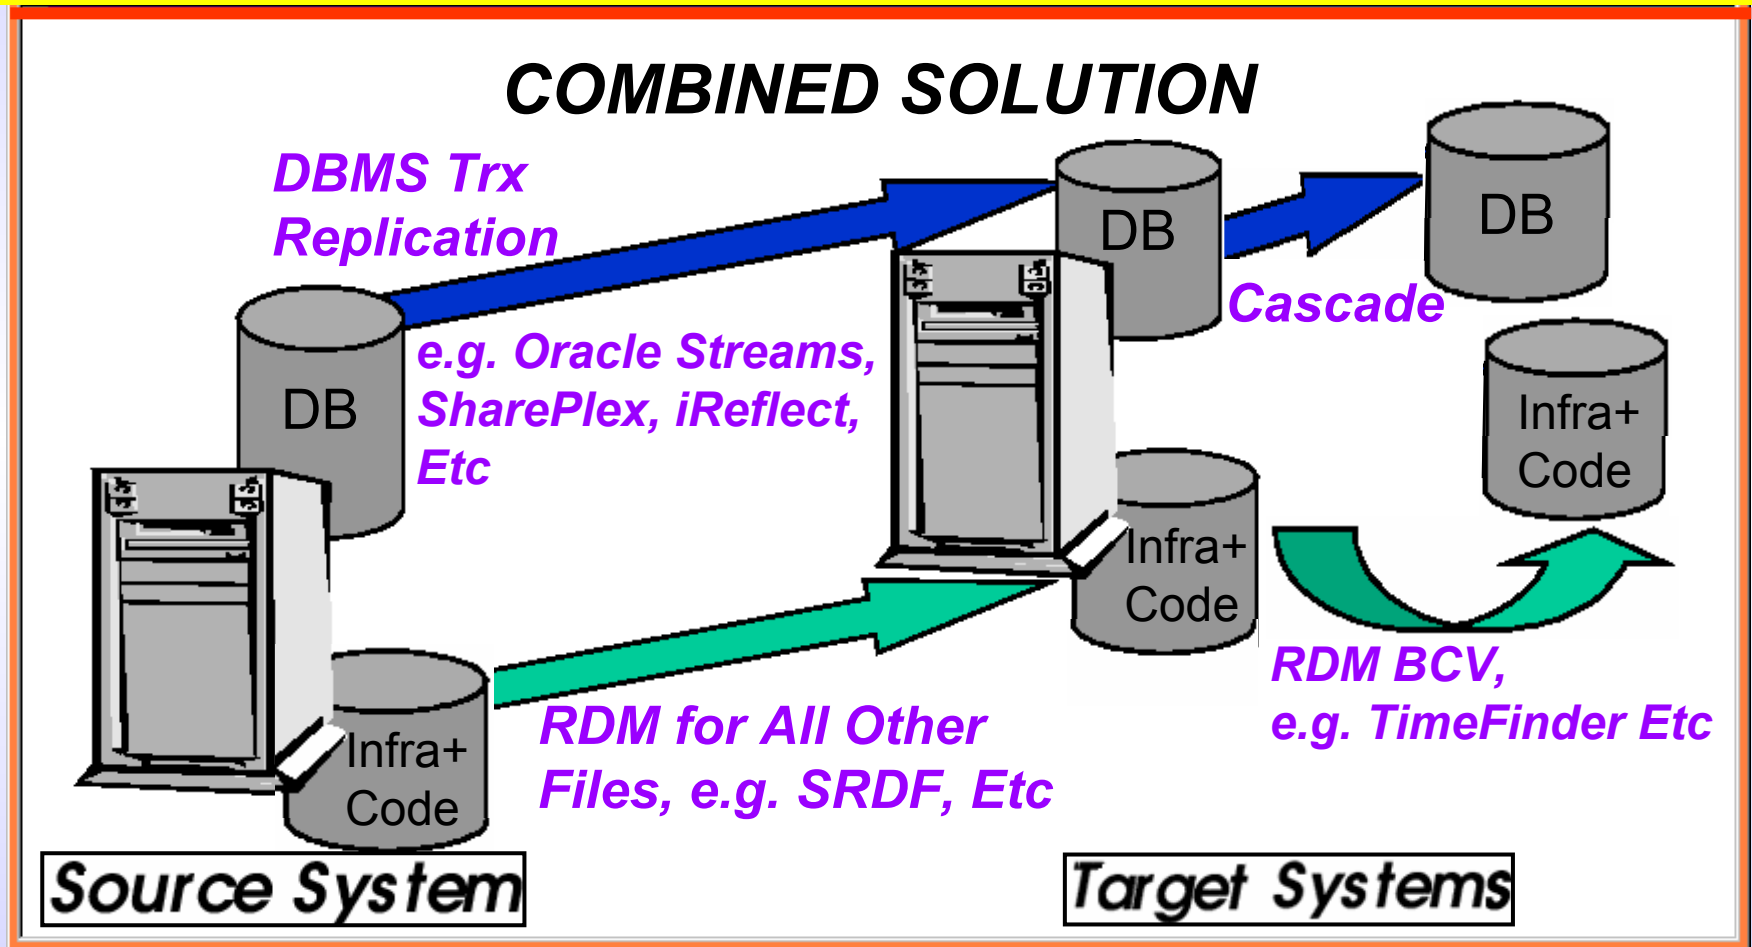 COMBINED SOLUTION
DBMS Trx
Replication
DB
DB
Cascade
e.g. Oracle Streams,
SharePlex, iReflect,
Etc
DB
Infra+
Code
Infra+
Code
RDM BCV,
e.g. TimeFinder Etc
RDM for All Other
Files, e.g. SRDF, Etc
Infra+
Code
Source System
Target Systems